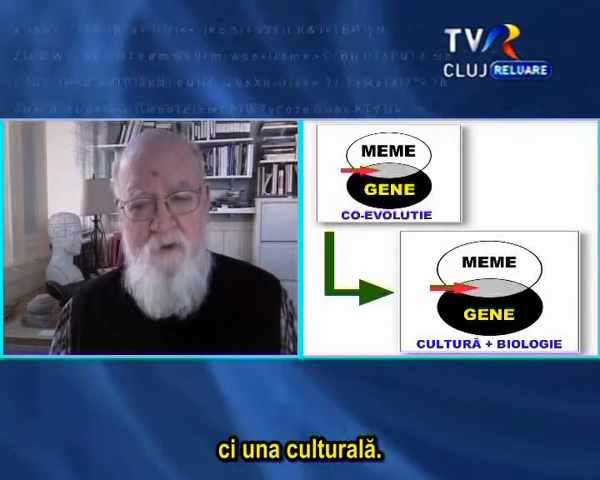 TVR
CLUJ RELUARE
MEME
GENE
CO-EVOLUTIE
MEME
GENE
CULTURĂ + BIOLOGIE
ci una culturală.